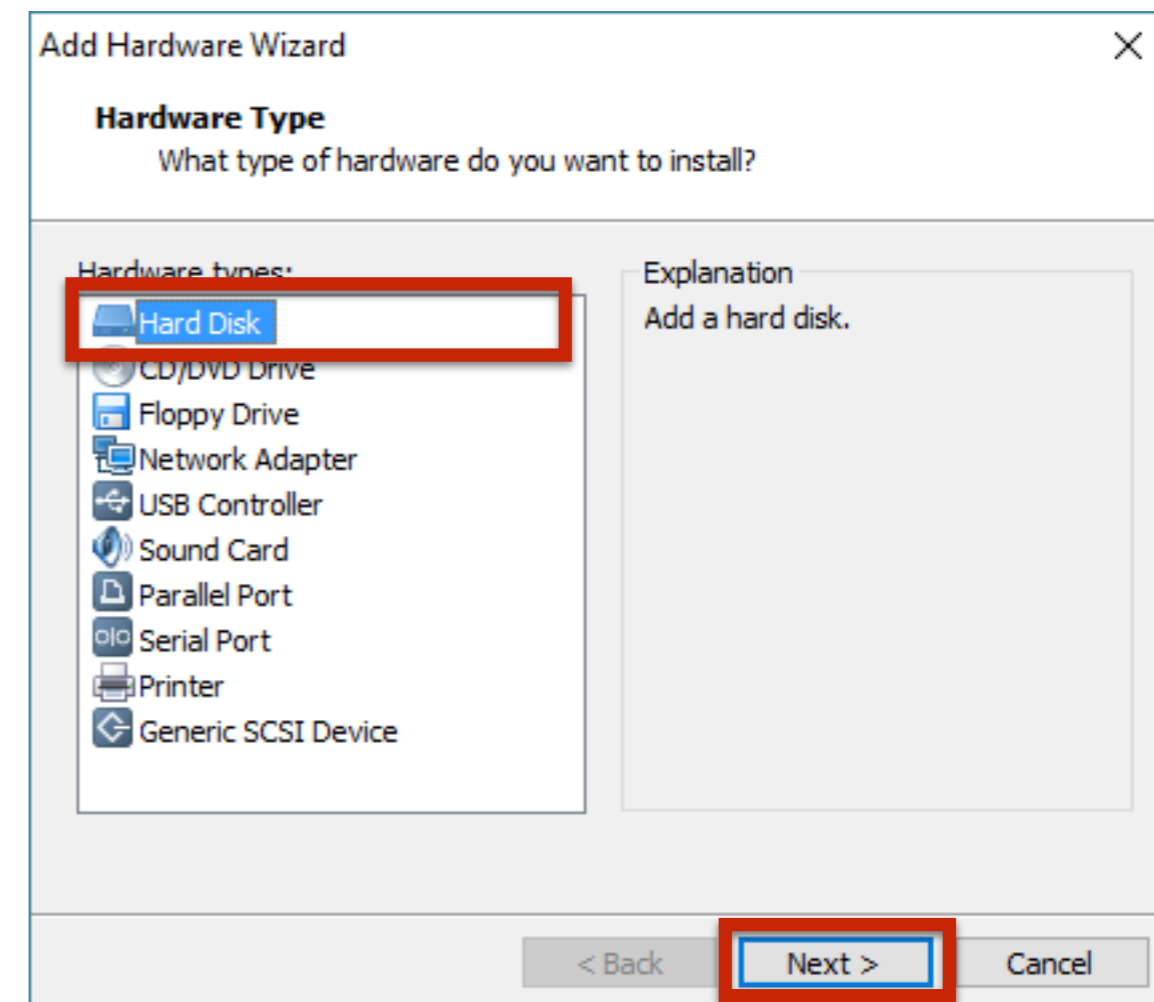 Add Hardware Wizard
Hardware Type
What type of hardware do you want to install?
Hardware types:
Hard Disk
CD/DVD Drive
Floppy Drive
Network Adapter
USB Controller
Sound Card
Parallel Port
Serial Port
Printer
Generic SCSI Device
Explanation
Add a hard disk.
< Back
Next >
Cancel